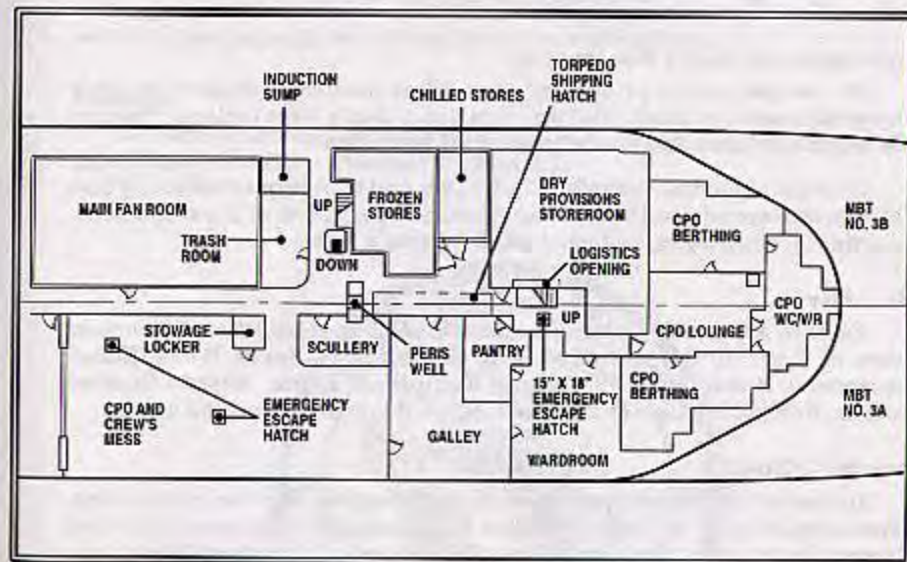 INDUCTION
SUMP
CHILLED STORES
TORPEDO
SHIPPING
HATCH
MAIN FAN ROOM
TRASH
ROOM
UP
DOWN
FROZEN
STORES
DRY
PROVISIONS
STOREROOM
LOGISTICS
OPENING
UP
CPO
BERTHING
MBT
NO. 3B
CPO
WC/WR
CPO LOUNGE
STOWAGE
LOCKER
SCULLERY
PERIS
WELL
PANTRY
15" X 18"
EMERGENCY
ESCAPE
HATCH
CPO
BERTHING
MBT
NO. 3A
CPO AND
CREW'S
MESS
EMERGENCY
ESCAPE
HATCH
GALLEY
WARDROOM